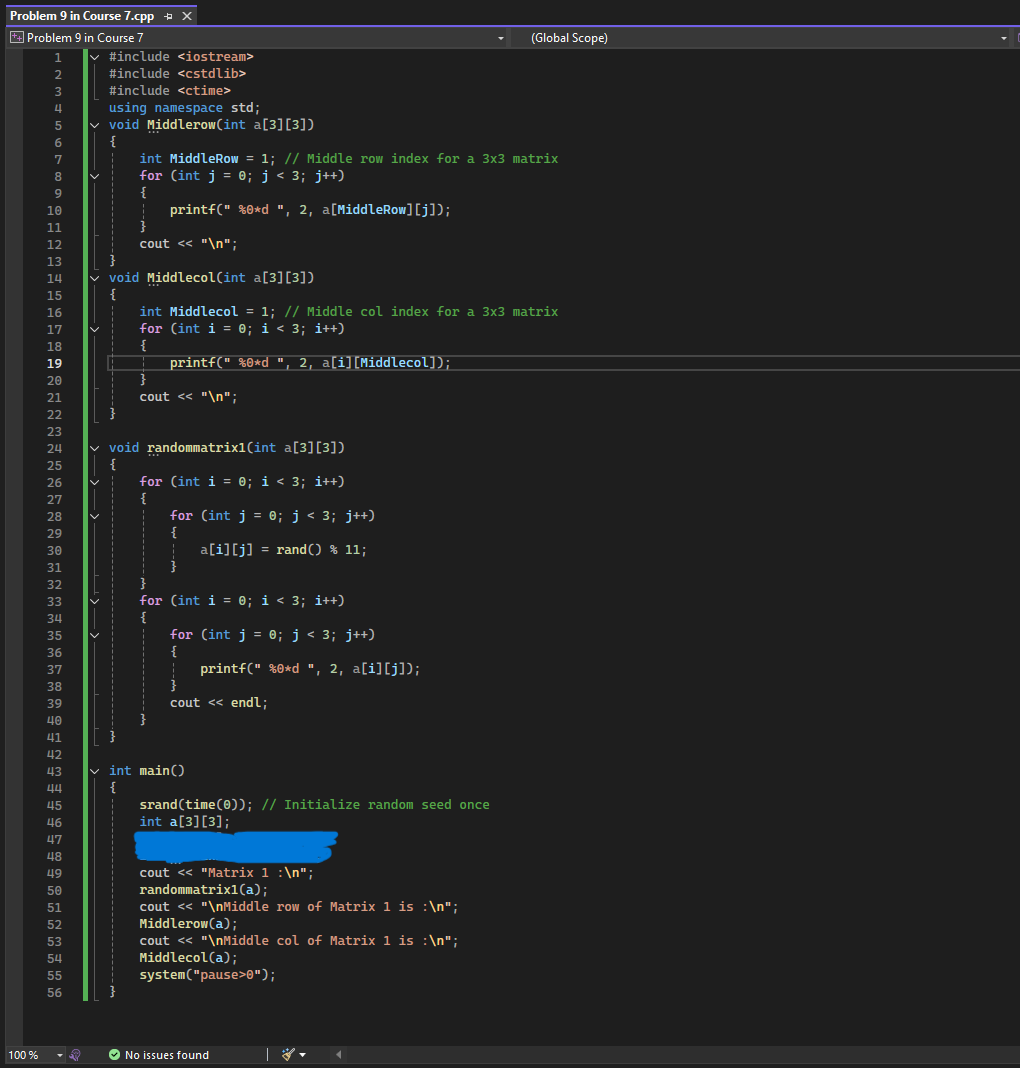 Problem 9 in Course 7.cpp
Problem 9 in Course 7 (Global Scope)
1 #include <iostream>
2 #include <cstdlib>
3 #include <ctime>
4 using namespace std;
5 void Middlerow(int a[3][3])
6 {
7 int MiddleRow = 1; // Middle row index for a 3x3 matrix
8 for (int j = 0; j < 3; j++)
9 {
10 printf(" %0*d ", 2, a[MiddleRow][j]);
11 }
12 cout << "\n";
13 }
14 void Middlecol(int a[3][3])
15 {
16 int Middlecol = 1; // Middle col index for a 3x3 matrix
17 for (int i = 0; i < 3; i++)
18 {
19 printf(" %0*d ", 2, a[i][Middlecol]);
20 }
21 cout << "\n";
22 }
23
24 void randommatrix1(int a[3][3])
25 {
26 for (int i = 0; i < 3; i++)
27 {
28 for (int j = 0; j < 3; j++)
29 {
30 a[i][j] = rand() % 11;
31 }
32 }
33 for (int i = 0; i < 3; i++)
34 {
35 for (int j = 0; j < 3; j++)
36 {
37 printf(" %0*d ", 2, a[i][j]);
38 }
39 cout << endl;
40 }
41 }
42
43 int main()
44 {
45 srand(time(0)); // Initialize random seed once
46 int a[3][3];
47
48
49 cout << "Matrix 1 :\n";
50 randommatrix1(a);
51 cout << "\nMiddle row of Matrix 1 is :\n";
52 Middlerow(a);
53 cout << "\nMiddle col of Matrix 1 is :\n";
54 Middlecol(a);
55 system("pause>0");
56 }
100 % No issues found